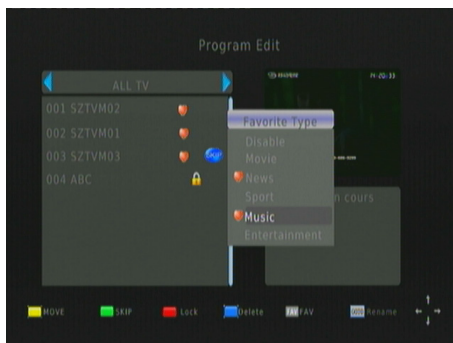 Program Edit
ALL TV
001 SZTVM02
002 SZTVM01
003 SZTVM03
004 ABC
Favorite Type
Disable
Movie
News
Sport
Music
Entertainment
n cours
MOVE
SKIP
Lock
Delete
FAV FAV
Rename